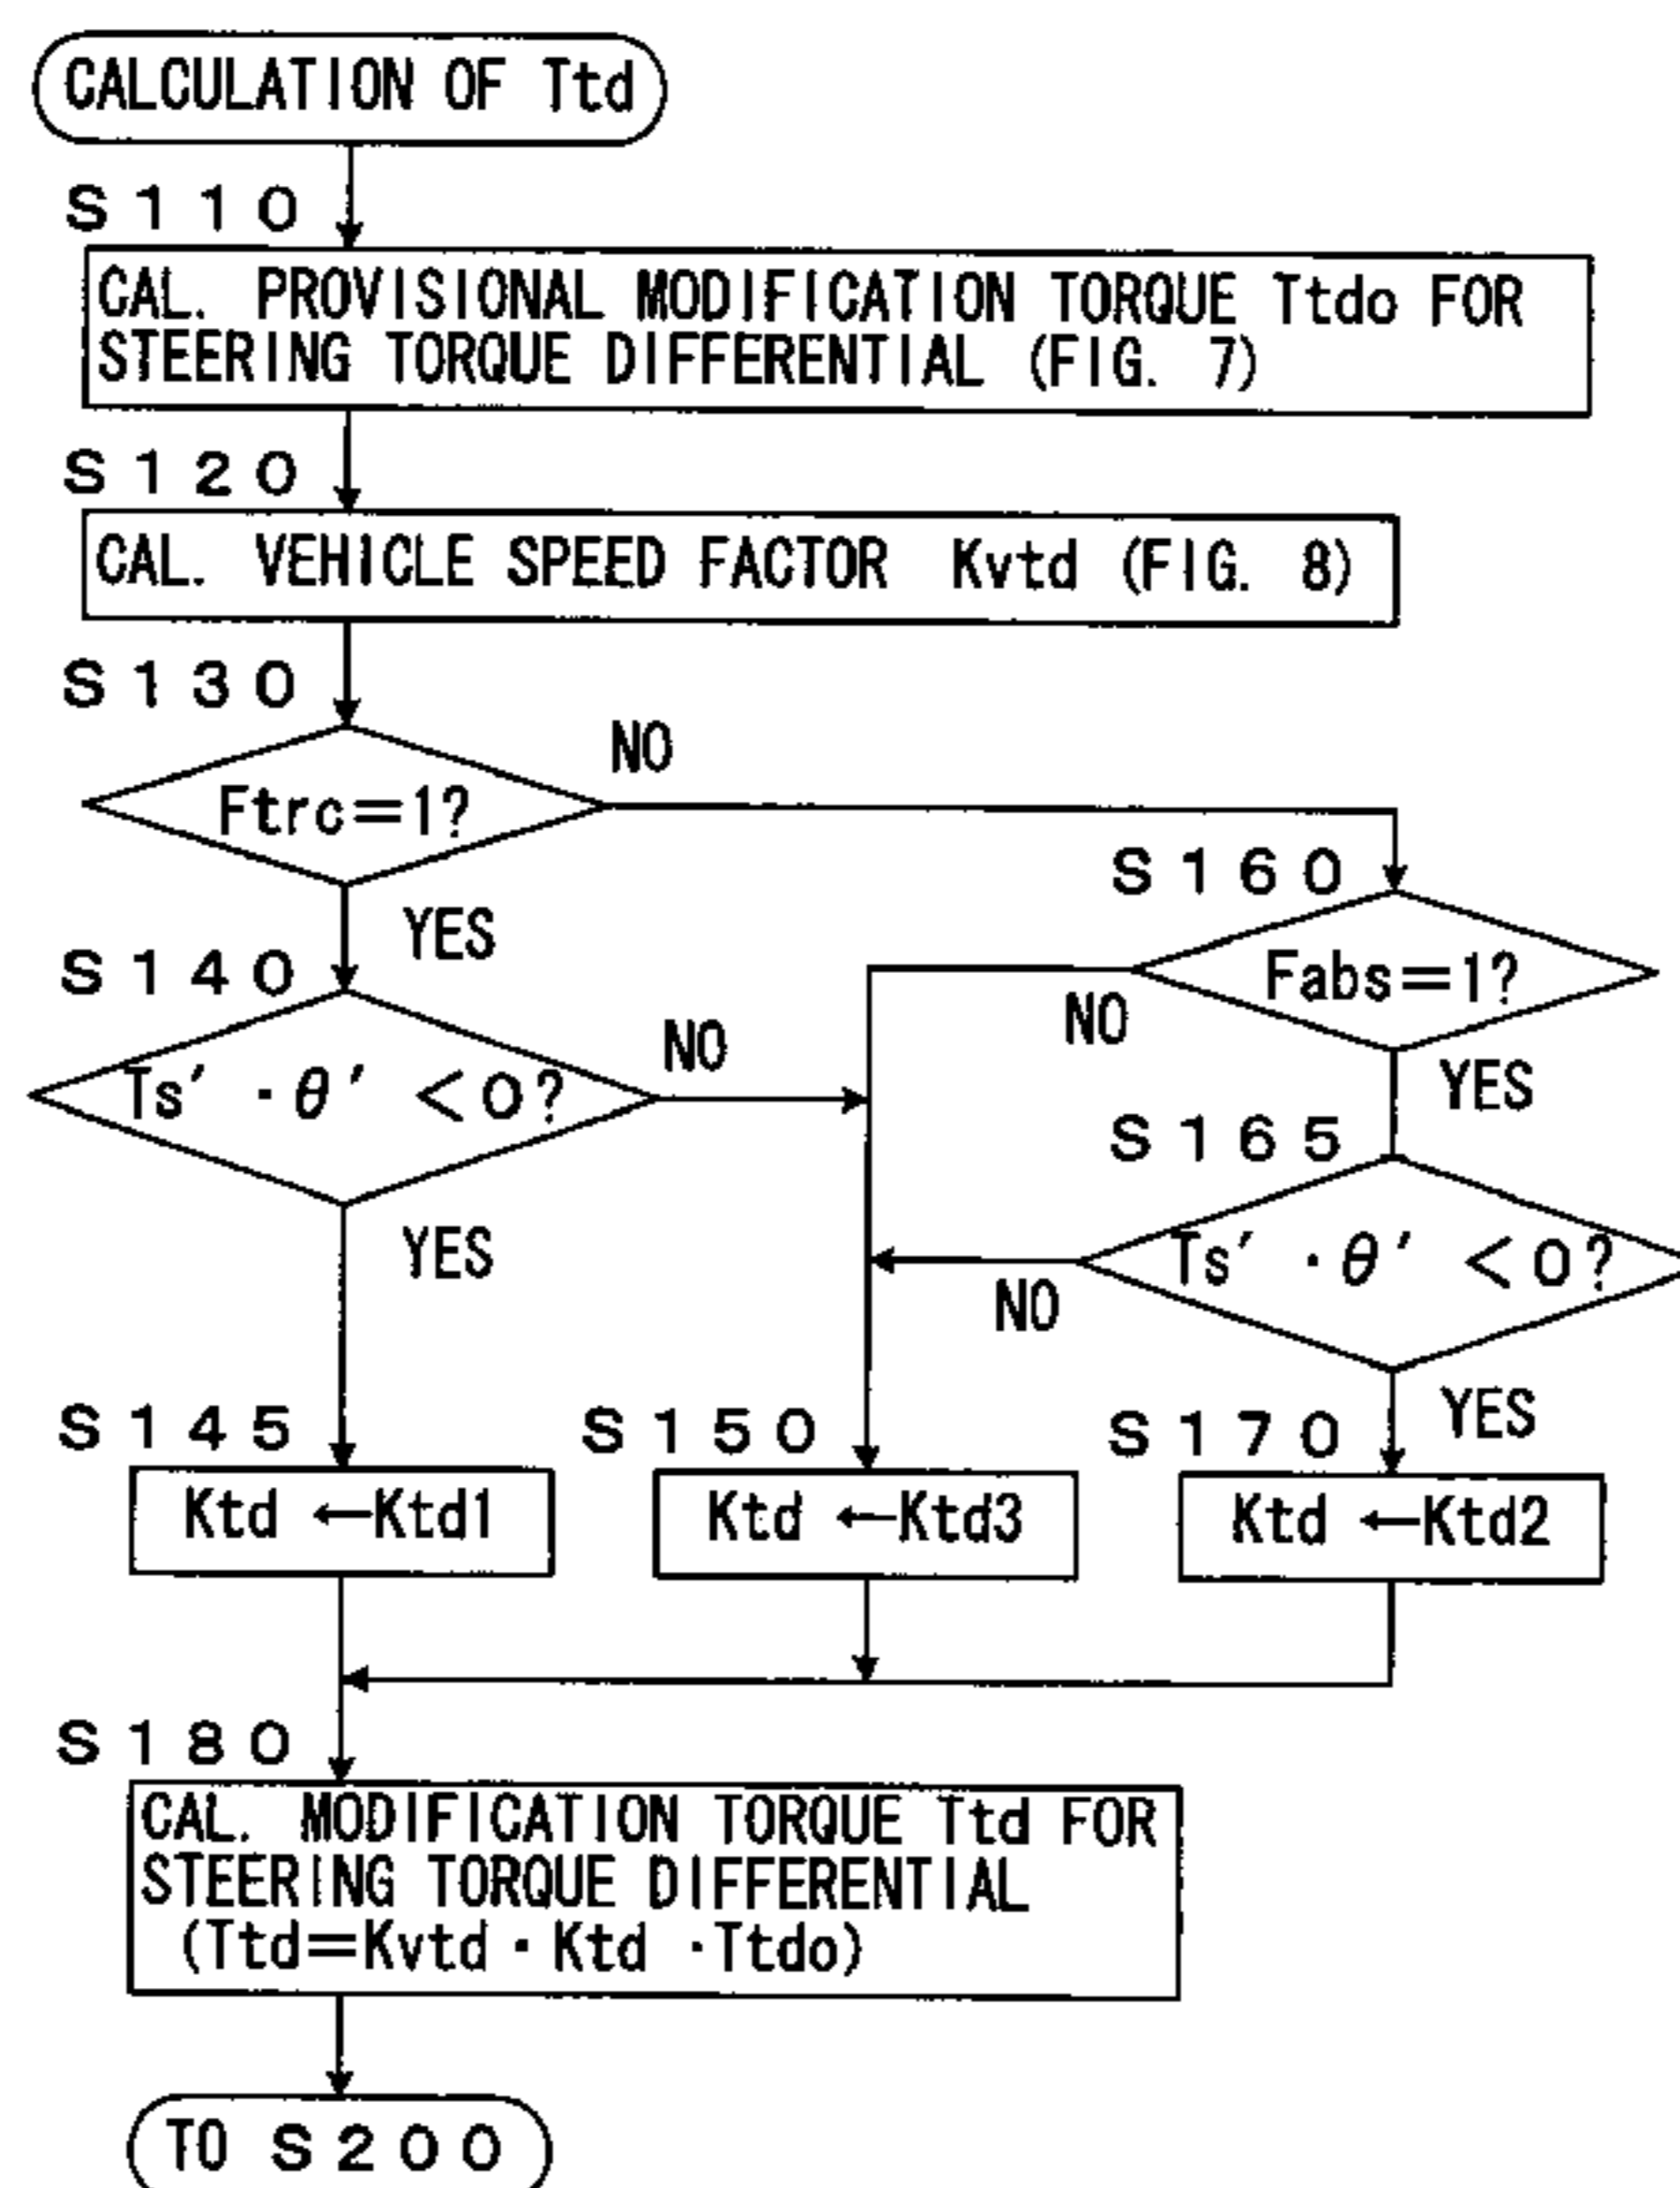 CALCULATION OF Ttd
S110
CAL. PROVISIONAL MODIFICATION TORQUE Ttdo FOR
STEERING TORQUE DIFFERENTIAL (FIG. 7)
S120
CAL. VEHICLE SPEED FACTOR Kvtd (FIG. 8)
S130
Ftrc=1?
NO
YES
S160
Fabs=1?
NO
YES
S140
Ts' · θ' <0?
NO
YES
S165
Ts' · θ' <0?
NO
YES
S145
Ktd ←Ktd1
S150
Ktd ←Ktd3
S170
Ktd ←Ktd2
S180
CAL. MODIFICATION TORQUE Ttd FOR
STEERING TORQUE DIFFERENTIAL
(Ttd=Kvtd · Ktd · Ttdo)
TO S200